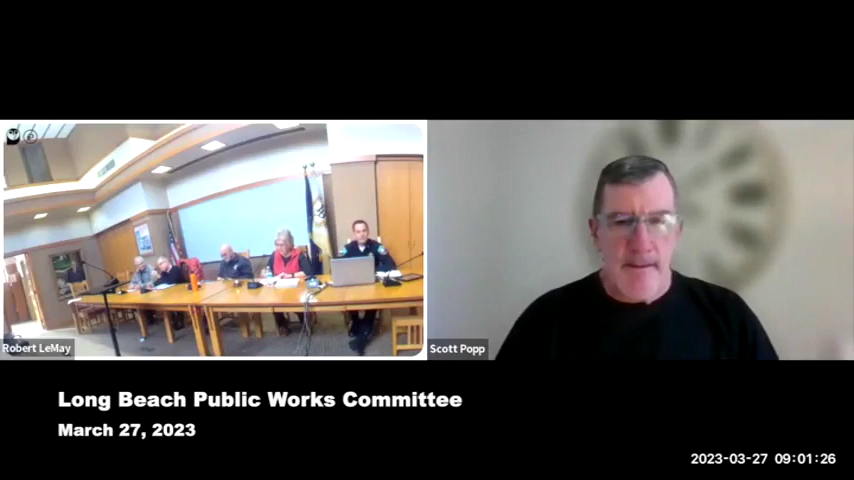 Robert LeMay
Scott Popp
Long Beach Public Works Committee
March 27, 2023
2023-03-27 09:01:26